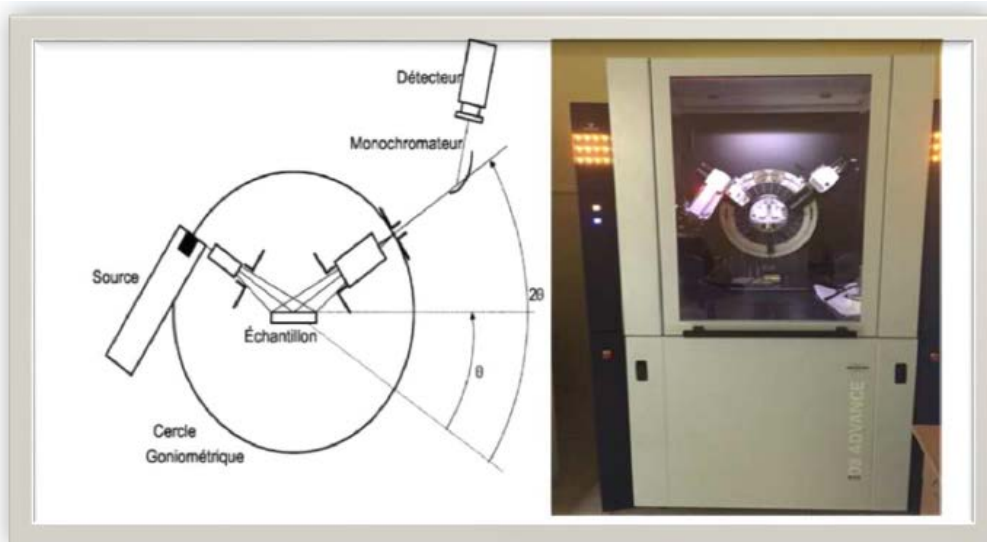 Détecteur
Monochromateur
Source
Échantillon
2θ
θ
Cercle
Goniométrique
D8 ADVANCE